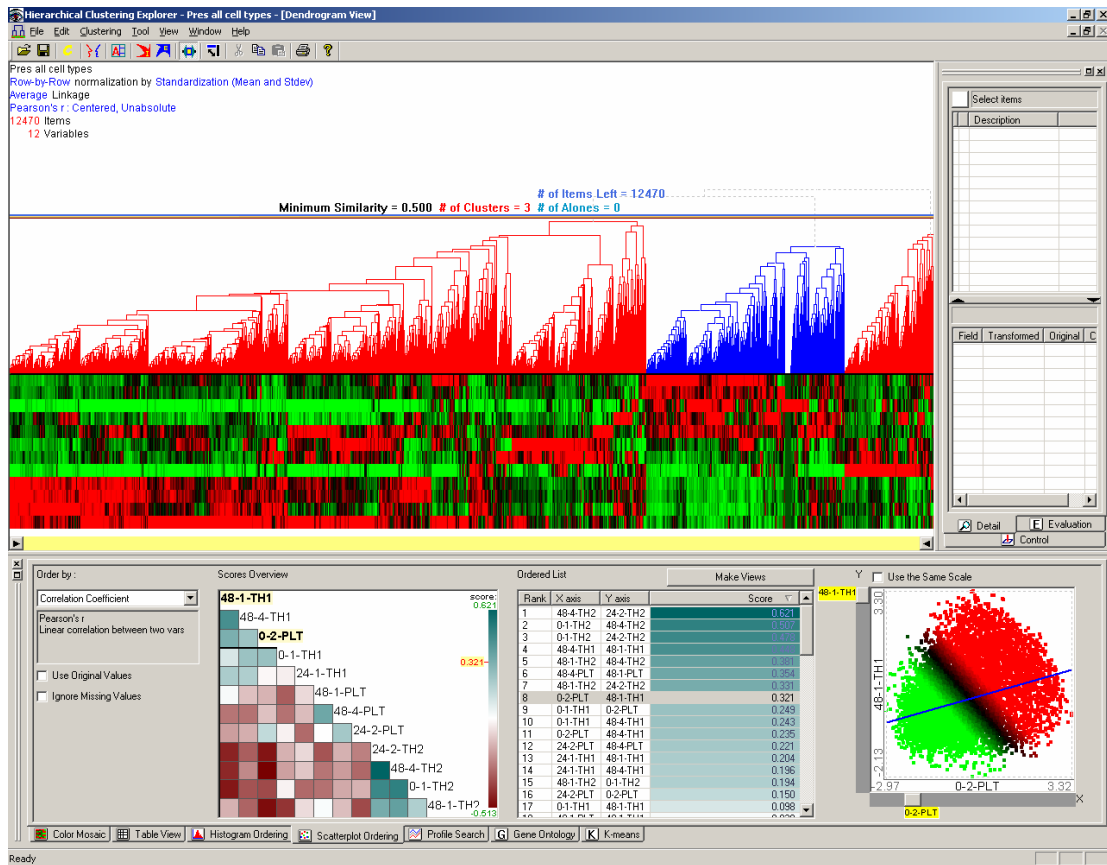 Hierarchical Clustering Explorer - Pres all cell types - [Dendrogram View]
File Edit Clustering Tool View Window Help
Pres all cell types
Row-by-Row normalization by Standardization (Mean and Stdev)
Average Linkage
Pearson's r : Centered, Unabsolute
12470 Items
12 Variables
# of Items Left = 12470
Minimum Similarity = 0.500 # of Clusters = 3 # of Alones = 0
Select items
Description
Field Transformed Original C
Detail E Evaluation
Control
Order by :
Correlation Coefficient
Pearson's r
Linear correlation between two vars
Use Original Values
Ignore Missing Values
Scores Overview
48-1-TH1
48-4-TH1
0-2-PLT
0-1-TH1
24-1-TH1
48-1-PLT
48-4-PLT
24-2-PLT
24-2-TH2
48-4-TH2
0-1-TH2
48-1-TH2
score:
0.621
0.321
-0.513
Ordered List
Make Views
Rank X axis Y axis Score
1 48-4-TH2 24-2-TH2 0.621
2 0-1-TH2 48-4-TH2 0.507
3 0-1-TH2 24-2-TH2
4 48-4-TH1 48-1-TH1
5 48-1-TH2 48-4-TH2 0.381
6 48-4-PLT 48-1-PLT 0.354
7 48-1-TH2 24-2-TH2 0.331
8 0-2-PLT 48-1-TH1 0.321
9 0-1-TH1 0-2-PLT 0.249
10 0-1-TH1 48-4-TH1 0.243
11 0-2-PLT 48-4-TH1 0.235
12 24-2-PLT 48-4-PLT 0.221
13 24-1-TH1 48-1-TH1 0.204
14 24-1-TH1 48-4-TH1 0.196
15 48-1-TH2 0-1-TH2 0.194
16 24-2-PLT 0-2-PLT 0.150
17 0-1-TH1 48-1-TH1 0.098
Y
Use the Same Scale
48-1-TH1
3.30
48-1-TH1
-2.13
-2.97 0-2-PLT 3.32
X
0-2-PLT
Color Mosaic Table View Histogram Ordering Scatterplot Ordering Profile Search G Gene Ontology K K-means
Ready